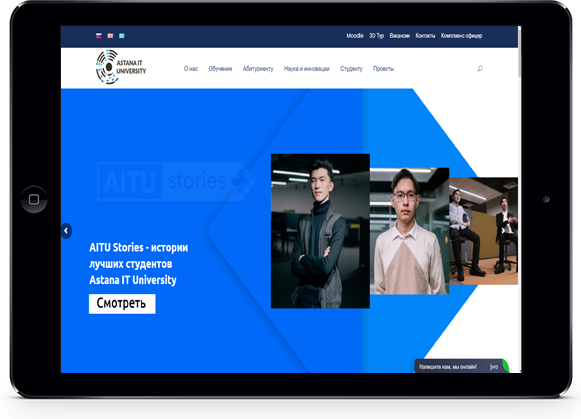 Moodle 3D Тур Вакансии Контакты Комплаенс офицер
ASTANA IT
UNIVERSITY
О нас Обучение Абитуриенту Наука и инновации Студенту Проекты
AITU stories
AITU Stories - истории
лучших студентов
Astana IT University
Смотреть
Напишите нам, мы онлайн! jivo